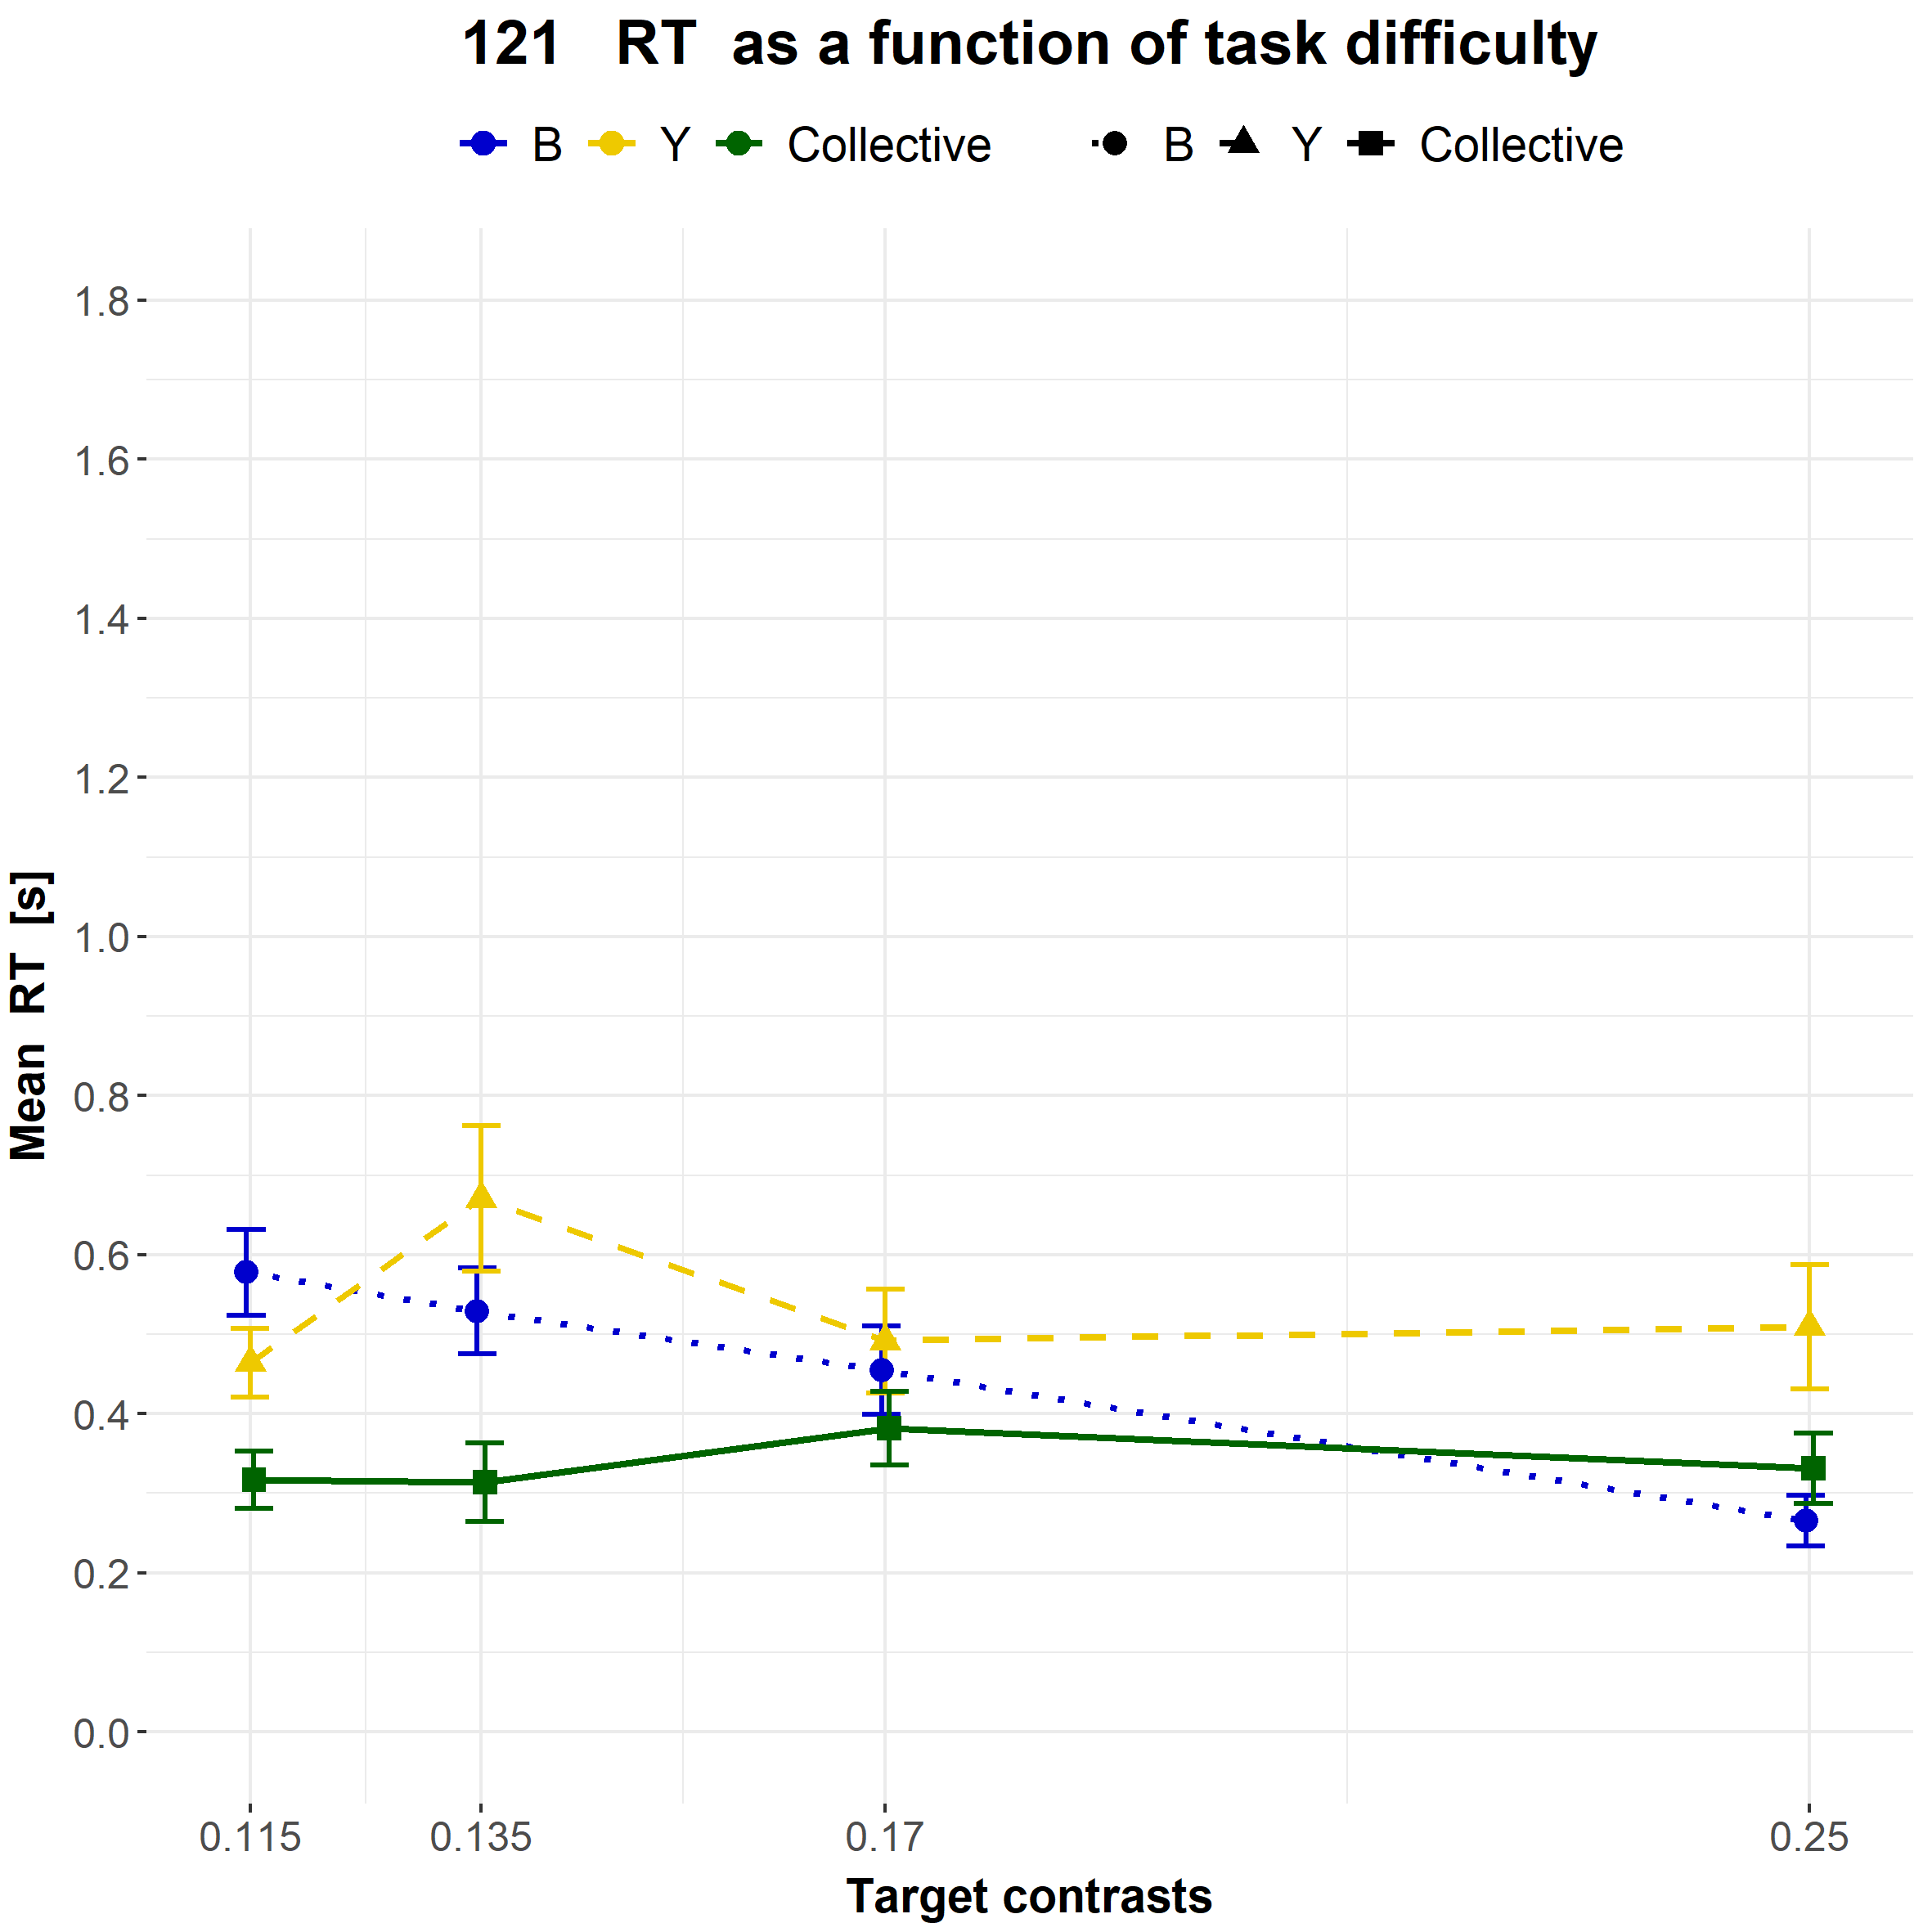 121 RT as a function of task difficulty
B Y Collective B Y Collective
1.8
1.6
1.4
1.2
1.0
0.8
0.6
0.4
0.2
0.0
Mean RT [s]
0.115 0.135 0.17 0.25
Target contrasts